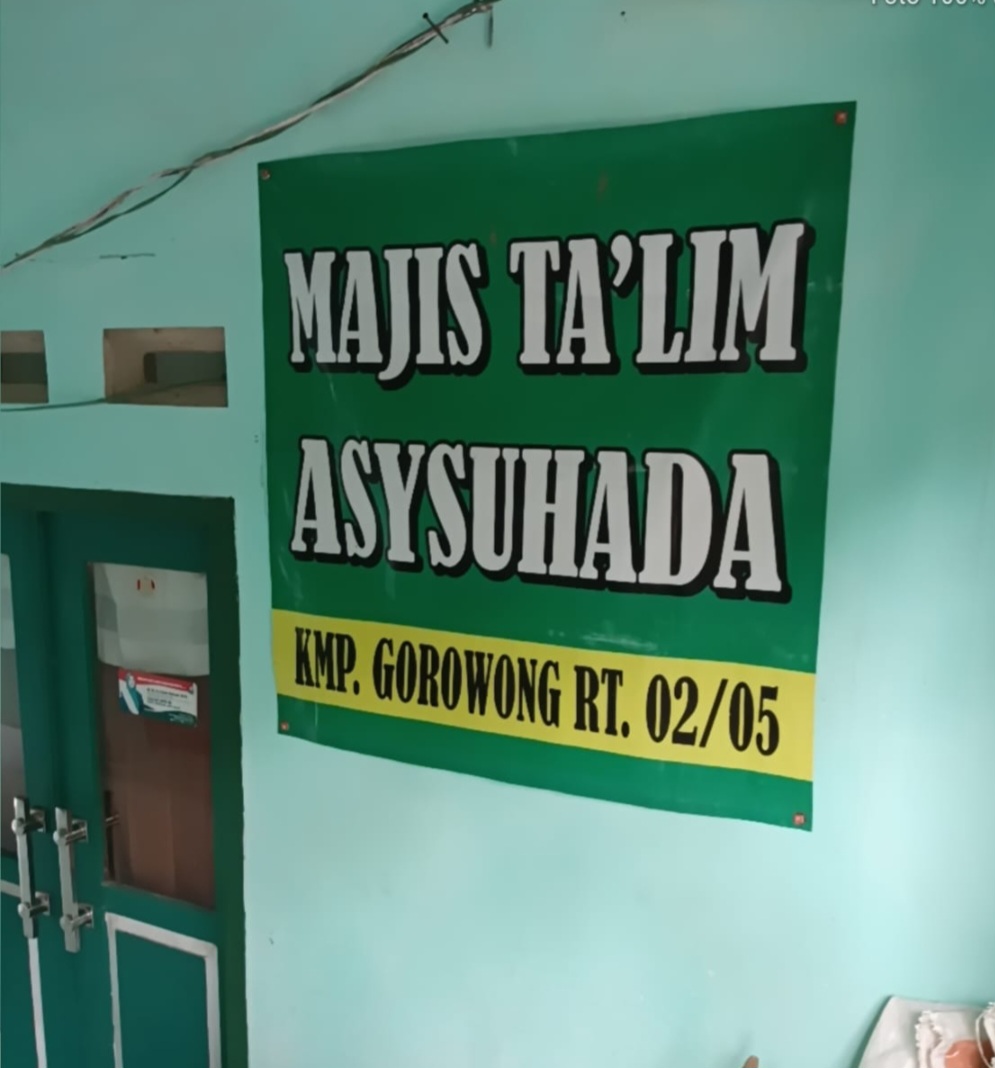 MAJIS TA'LIM
ASYSUHADA
KMP. GOROWONG RT. 02/05